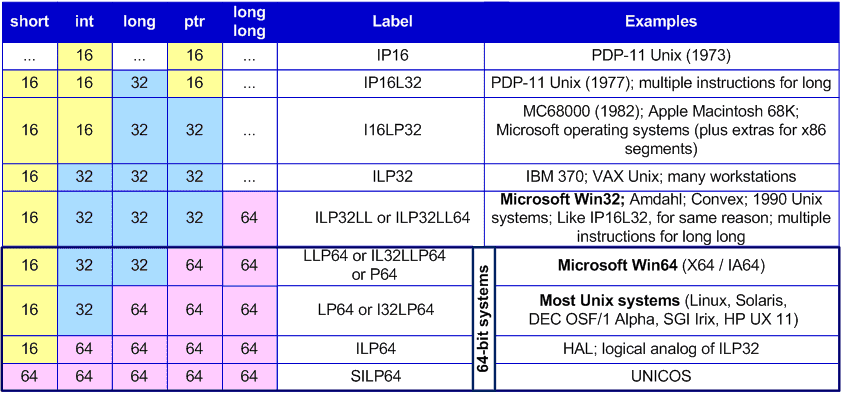 short int long ptr long long Label Examples
... 16 ... 16 ... IP16 PDP-11 Unix (1973)
16 16 32 16 ... IP16L32 PDP-11 Unix (1977); multiple instructions for long
16 16 32 32 ... I16LP32 MC68000 (1982); Apple Macintosh 68K;
Microsoft operating systems (plus extras for x86
segments)
16 32 32 32 ... ILP32 IBM 370; VAX Unix; many workstations
16 32 32 32 64 ILP32LL or ILP32LL64 Microsoft Win32; Amdahl; Convex; 1990 Unix
systems; Like IP16L32, for same reason; multiple
instructions for long long
16 32 32 64 64 LLP64 or IL32LLP64
or P64
Microsoft Win64 (X64 / IA64)
16 32 64 64 64 LP64 or I32LP64 Most Unix systems (Linux, Solaris,
DEC OSF/1 Alpha, SGI Irix, HP UX 11)
16 64 64 64 64 ILP64 HAL; logical analog of ILP32
64 64 64 64 64 SILP64 UNICOS
64-bit systems